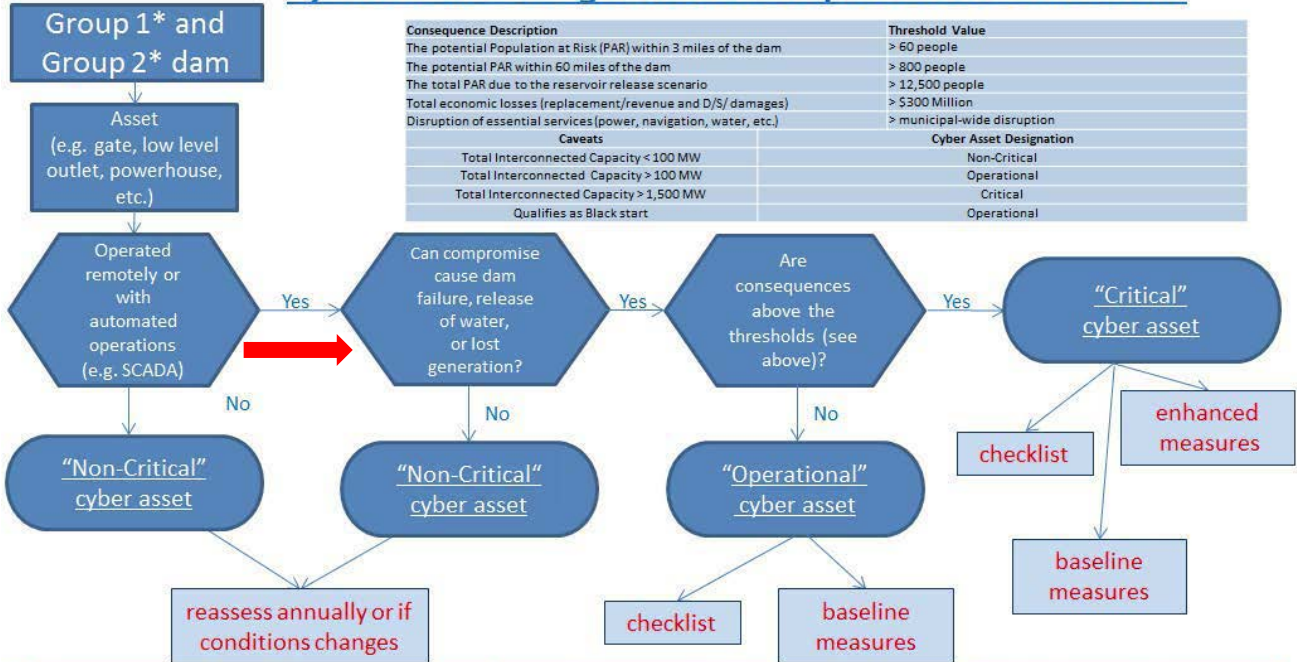 Group 1* and
Group 2* dam
Consequence Description Threshold Value
The potential Population at Risk (PAR) within 3 miles of the dam > 60 people
The potential PAR within 60 miles of the dam > 800 people
The total PAR due to the reservoir release scenario > 12,500 people
Total economic losses (replacement/revenue and D/S/ damages) > $300 Million
Disruption of essential services (power, navigation, water, etc.) > municipal-wide disruption
Caveats Cyber Asset Designation
Total Interconnected Capacity < 100 MW Non-Critical
Total Interconnected Capacity > 100 MW Operational
Total Interconnected Capacity > 1,500 MW Critical
Qualifies as Black start Operational
Asset
(e.g. gate, low level
outlet, powerhouse,
etc.)
Operated
remotely or
with
automated
operations
(e.g. SCADA)
Yes
Can compromise
cause dam
failure, release
of water,
or lost
generation?
Yes
Are
consequences
above the
thresholds (see
above)?
Yes
"Critical"
cyber asset
No
No
No
"Non-Critical"
cyber asset
"Non-Critical"
cyber asset
"Operational"
cyber asset
checklist
enhanced
measures
baseline
measures
reassess annually or if
conditions changes
checklist
baseline
measures